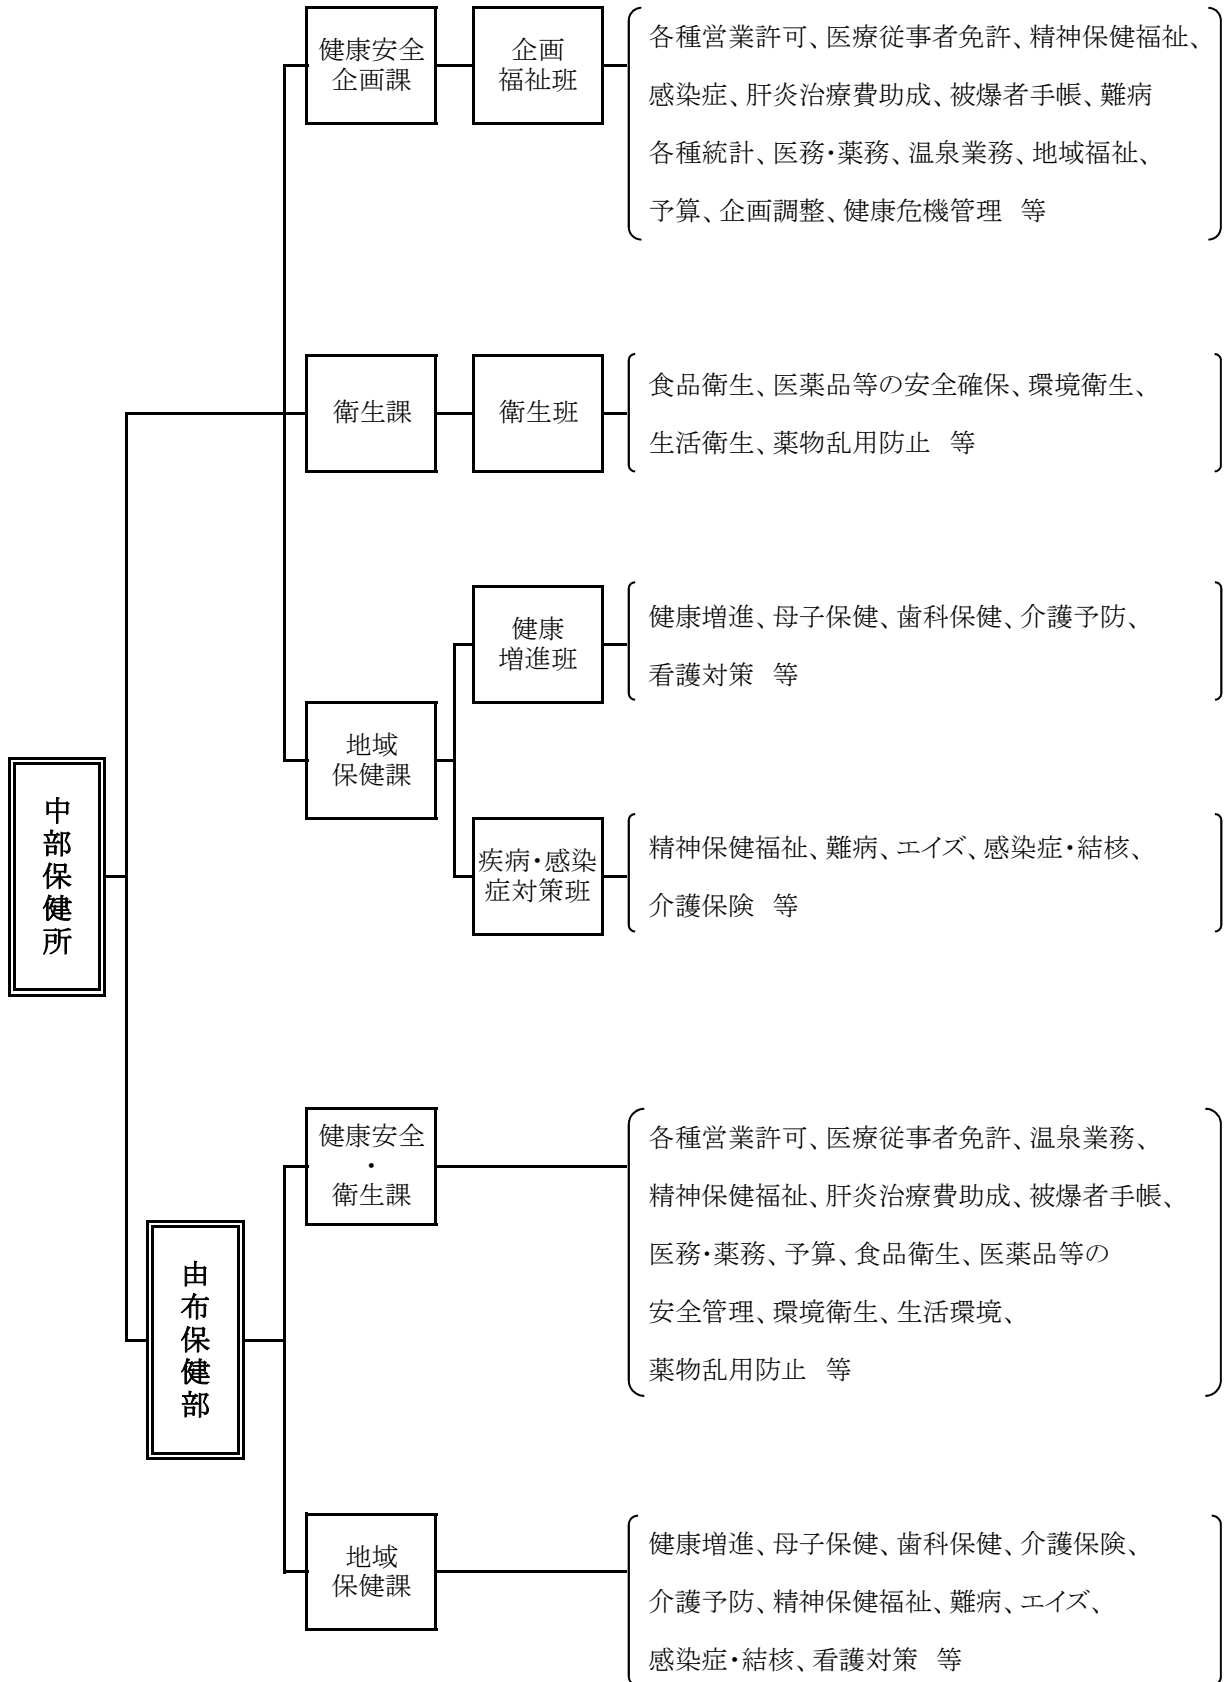 中部保健所
健康安全
企画課
企画
福祉班
各種営業許可、医療従事者免許、精神保健福祉、
感染症、肝炎治療費助成、被爆者手帳、難病
各種統計、医務・薬務、温泉業務、地域福祉、
予算、企画調整、健康危機管理 等
衛生課
衛生班
食品衛生、医薬品等の安全確保、環境衛生、
生活衛生、薬物乱用防止 等
地域
保健課
健康
増進班
健康増進、母子保健、歯科保健、介護予防、
看護対策 等
疾病・感染
症対策班
精神保健福祉、難病、エイズ、感染症・結核、
介護保険 等
由布保健部
健康安全
・
衛生課
各種営業許可、医療従事者免許、温泉業務、
精神保健福祉、肝炎治療費助成、被爆者手帳、
医務・薬務、予算、食品衛生、医薬品等の
安全管理、環境衛生、生活環境、
薬物乱用防止 等
地域
保健課
健康増進、母子保健、歯科保健、介護保険、
介護予防、精神保健福祉、難病、エイズ、
感染症・結核、看護対策 等